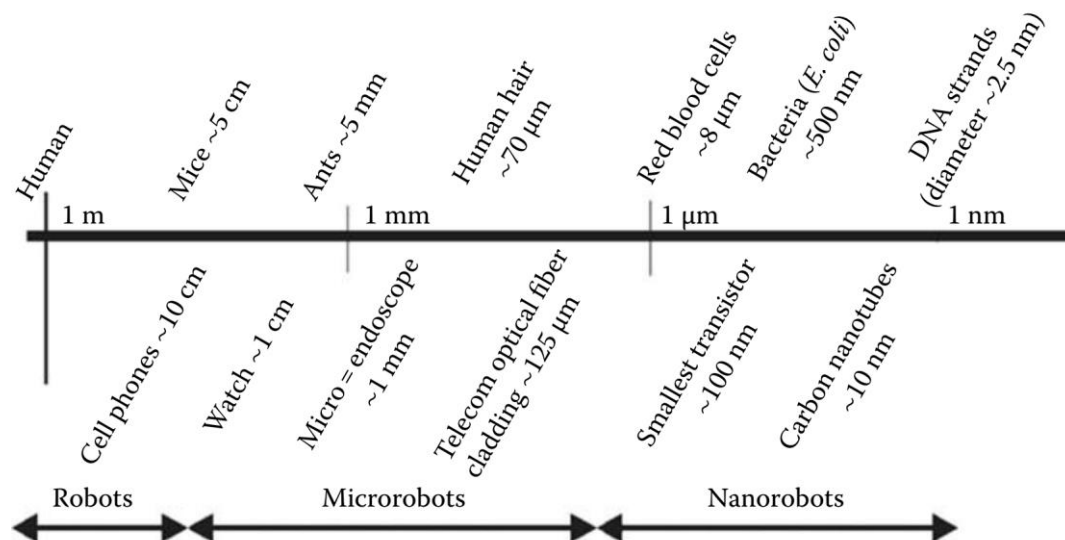 Human
Mice ~5 cm
Ants ~5 mm
Human hair
~70 μm
Red blood cells
~8 μm
Bacteria (E. coli)
~500 nm
DNA strands
(diameter ~2.5 nm)
1 m
1 mm
1 μm
1 nm
Cell phones ~10 cm
Watch ~1 cm
Micro = endoscope
~1 mm
Telecom optical fiber
cladding ~125 μm
Smallest transistor
~100 nm
Carbon nanotubes
~10 nm
Robots
Microrobots
Nanorobots